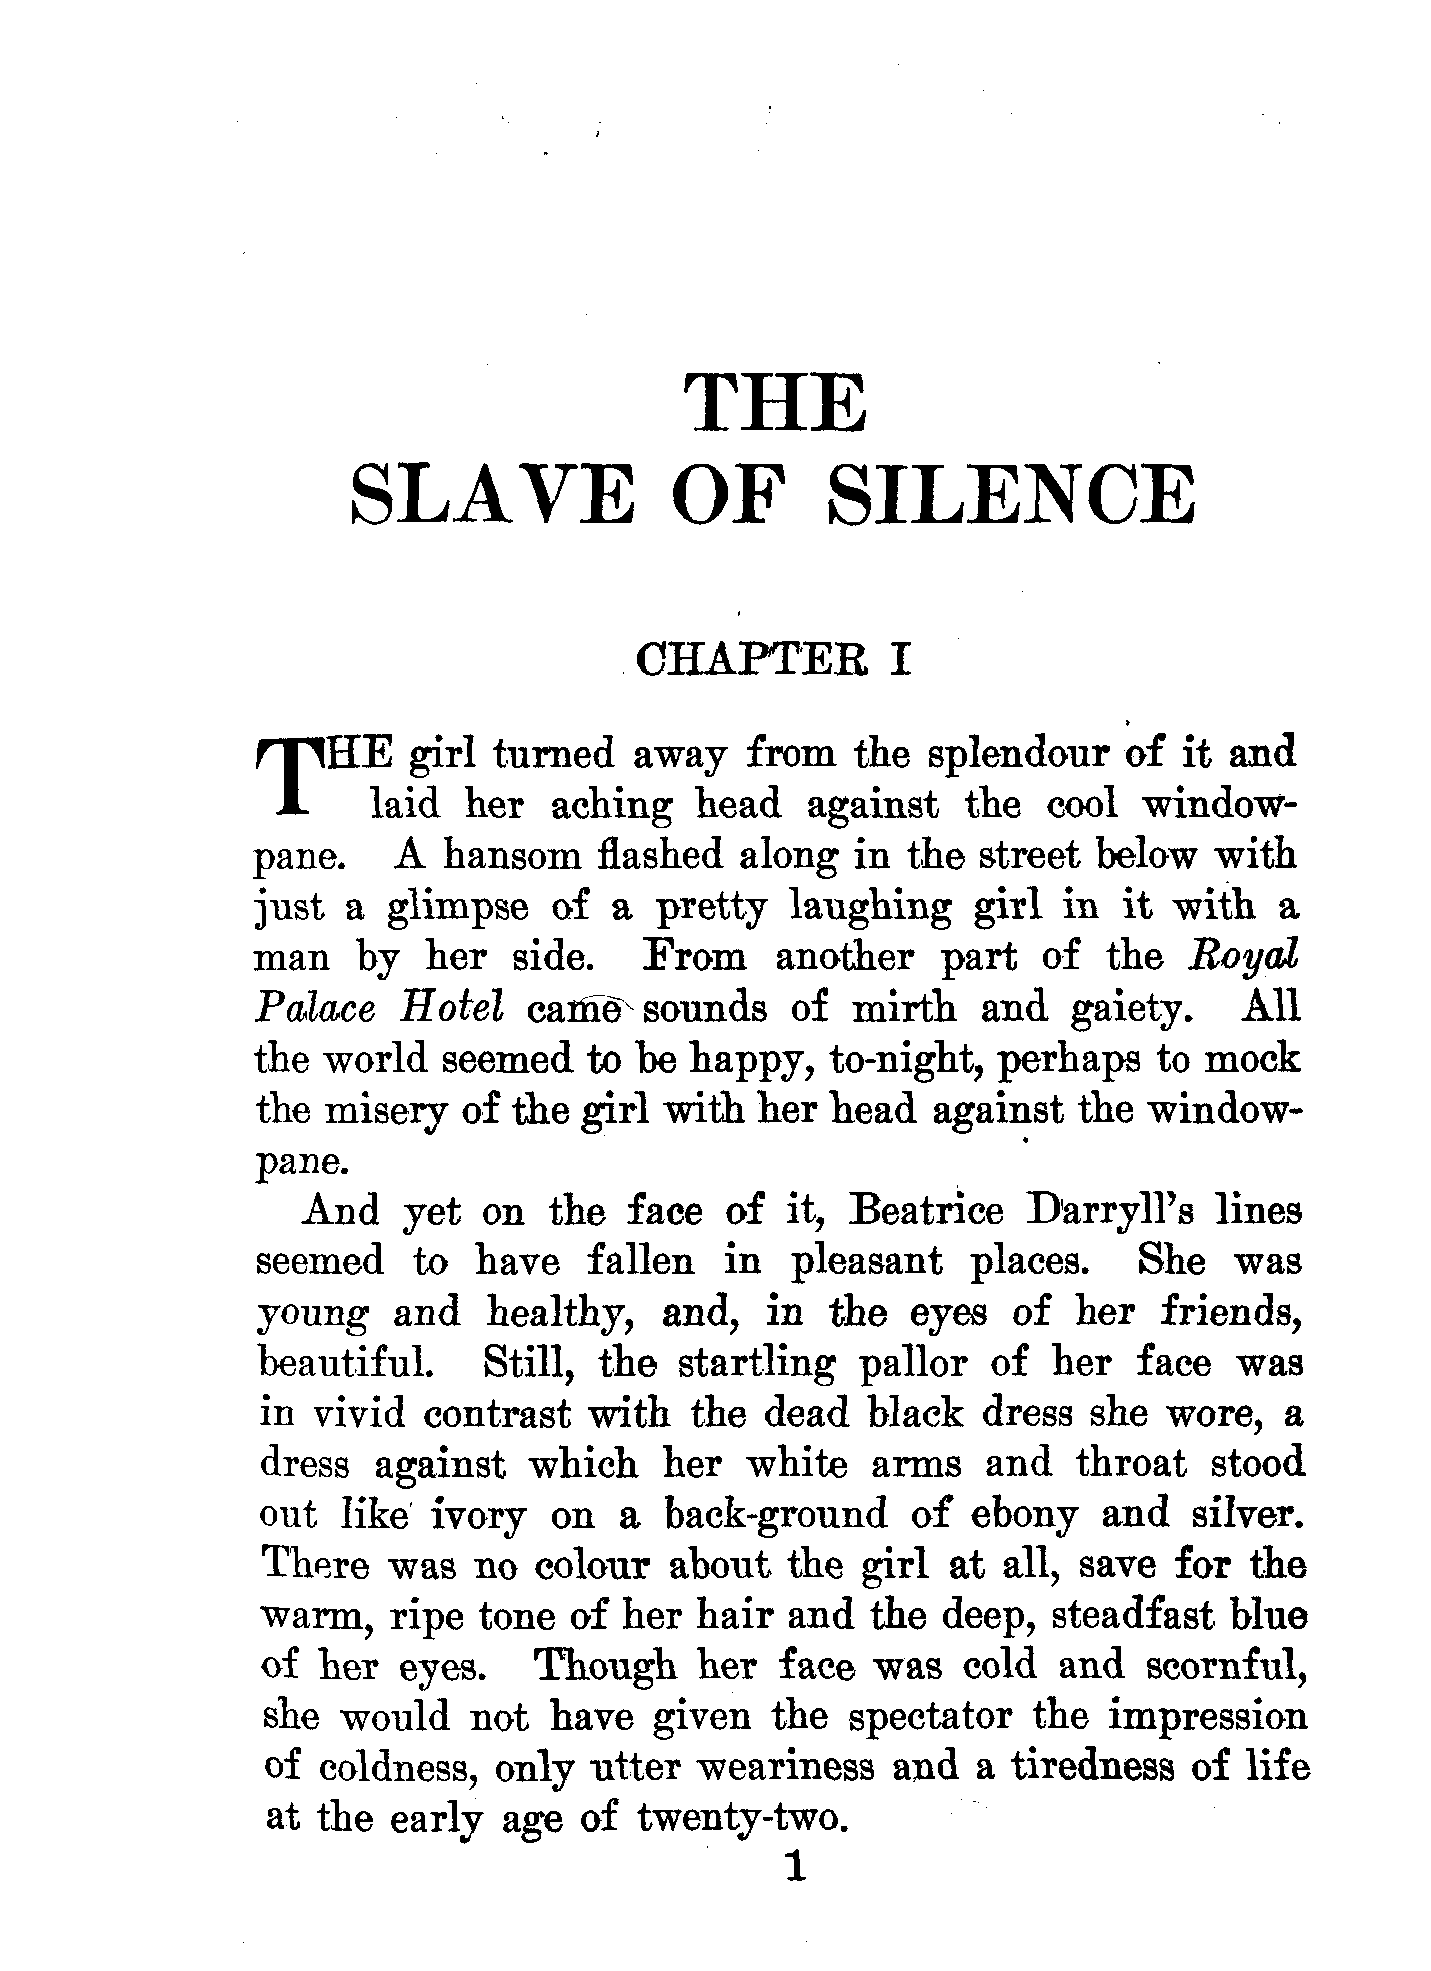 THE
SLAVE OF SILENCE
CHAPTER I
THE girl turned away from the splendour of it and
laid her aching head against the cool window-
pane. A hansom flashed along in the street below with
just a glimpse of a pretty laughing girl in it with a
man by her side. From another part of the Royal
Palace Hotel came sounds of mirth and gaiety. All
the world seemed to be happy, to-night, perhaps to mock
the misery of the girl with her head against the window-
pane.
And yet on the face of it, Beatrice Darryll's lines
seemed to have fallen in pleasant places. She was
young and healthy, and, in the eyes of her friends,
beautiful. Still, the startling pallor of her face was
in vivid contrast with the dead black dress she wore, a
dress against which her white arms and throat stood
out like ivory on a back-ground of ebony and silver.
There was no colour about the girl at all, save for the
warm, ripe tone of her hair and the deep, steadfast blue
of her eyes. Though her face was cold and scornful,
she would not have given the spectator the impression
of coldness, only utter weariness and a tiredness of life
at the early age of twenty-two.
1